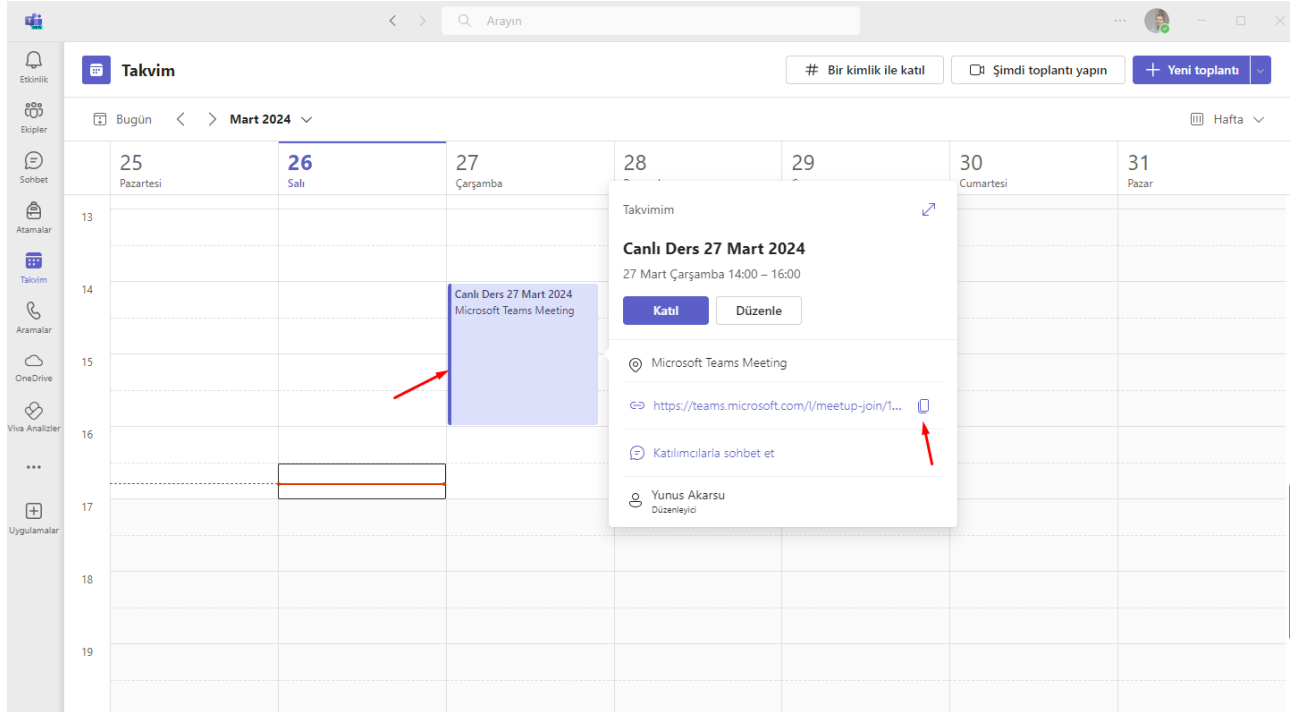 Arayın
Etkinlik
Ekipler
Sohbet
Atamalar
Takvim
Aramalar
OneDrive
Viva Analizler
Uygulamalar
Takvim
# Bir kimlik ile katıl
Şimdi toplantı yapın
Yeni toplantı
Bugün
Mart 2024
Hafta
25
Pazartesi
26
Salı
27
Çarşamba
28
29
30
Cumartesi
31
Pazar
13
14
15
16
17
18
19
Canlı Ders 27 Mart 2024
Microsoft Teams Meeting
Takvimim
Canlı Ders 27 Mart 2024
27 Mart Çarşamba 14:00 – 16:00
Katıl
Düzenle
Microsoft Teams Meeting
https://teams.microsoft.com/l/meetup-join/1...
Katılımcılarla sohbet et
Yunus Akarsu
Düzenleyici